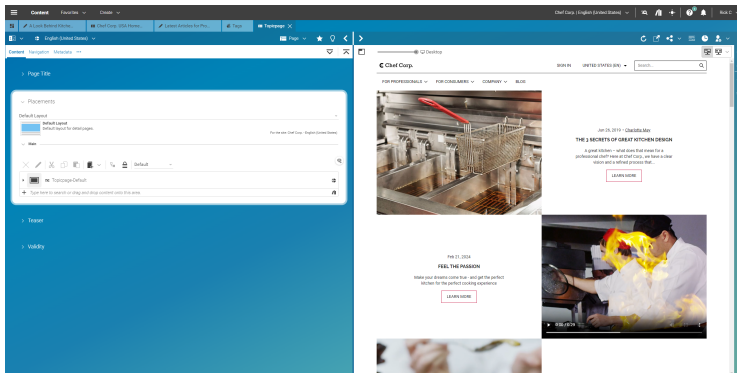 Content Favorites Create Chef Corp. | English (United States) Rick C
A Look Behind Kitche... Chef Corp. USA Home... Latest Articles for Pro... Tags Topicpage
English (United States) Page
Content Navigation Metadata
Desktop
Page Title
Placements
Default Layout
Default Layout
Default layout for detail pages.
For the site: Chef Corp. - English (United States)
Main
Default
Topicpage Default
Type here to search or drag and drop content onto this area
Teaser
Validity
Chef Corp.
SIGN IN UNITED STATES (EN) Search...
FOR PROFESSIONALS FOR CONSUMERS COMPANY BLOG
Jun 26, 2019 – Charlotte May
THE 3 SECRETS OF GREAT KITCHEN DESIGN
A great kitchen – what does that mean for a
professional chef? Here at Chef Corp., we have a clear
vision and a refined process that...
LEARN MORE
Feb 21, 2024
FEEL THE PASSION
Make your dreams come true - and get the perfect
kitchen for the perfect cooking experience
LEARN MORE